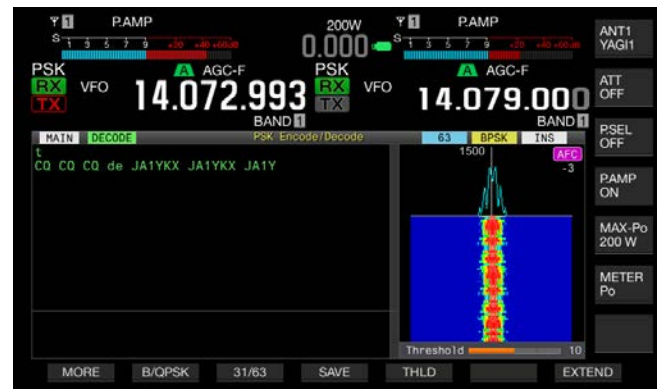 1 P.AMP 200W 1 P.AMP
S 1 3 5 7 9 +20 +40 +60dB 0.000 S 1 3 5 7 9 +20 +40 +60dB
PSK A AGC-F PSK A AGC-F
RX VFO 14.072.993 RX VFO 14.079.000
TX TX
BAND 1 BAND 1
MAIN DECODE PSK Encode/Decode 63 BPSK INS
t
CQ CQ CQ de JA1YKX JA1YKX JA1Y
1500 AFC
-3
Threshold 10
MORE B/QPSK 31/63 SAVE THLD EXTEND
ANT1
YAGI1
ATT
OFF
P.SEL
OFF
P.AMP
ON
MAX-Po
200 W
METER
Po